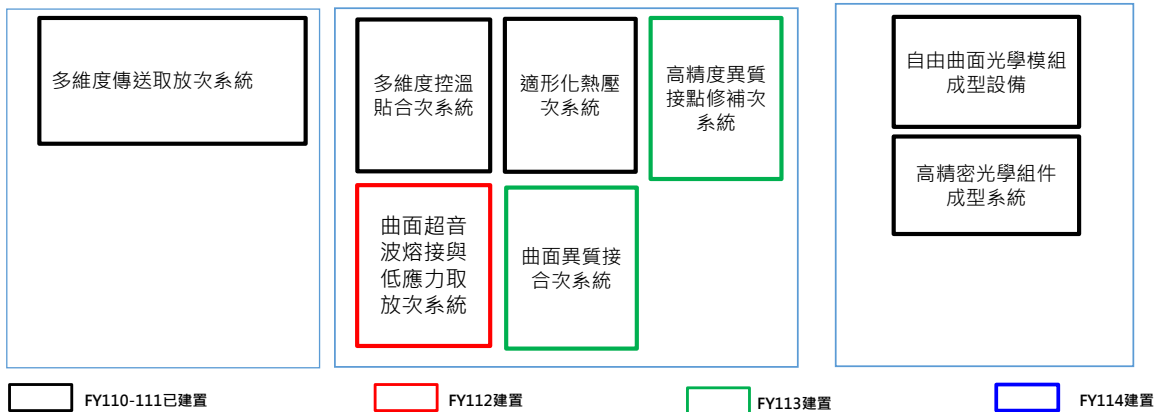 多維度傳送取放次系統
多維度控溫
貼合次系統
適形化熱壓
次系統
高精度異質
接點修補次
系統
曲面超音
波熔接與
低應力取
放次系統
曲面異質接
合次系統
自由曲面光學模組
成型設備
高精密光學組件
成型系統
FY110-111已建置
FY112建置
FY113建置
FY114建置